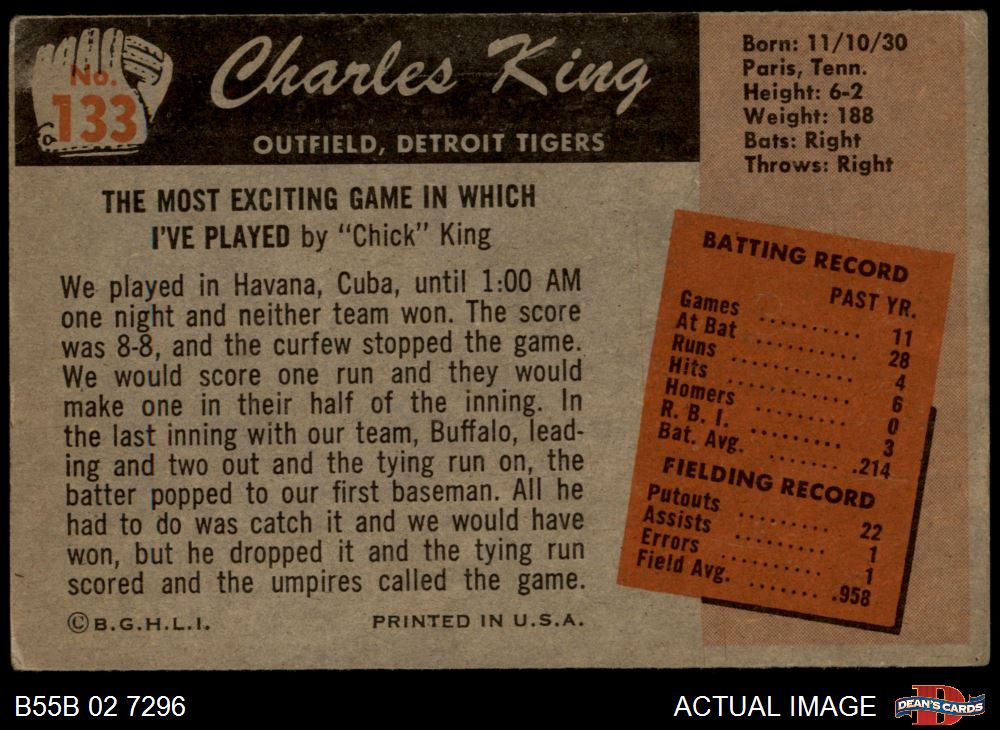 No.
133
Charles King
OUTFIELD, DETROIT TIGERS
Born: 11/10/30
Paris, Tenn.
Height: 6-2
Weight: 188
Bats: Right
Throws: Right
THE MOST EXCITING GAME IN WHICH
I'VE PLAYED by "Chick" King
We played in Havana, Cuba, until 1:00 AM
one night and neither team won. The score
was 8-8, and the curfew stopped the game.
We would score one run and they would
make one in their half of the inning. In
the last inning with our team, Buffalo, lead-
ing and two out and the tying run on, the
batter popped to our first baseman. All he
had to do was catch it and we would have
won, but he dropped it and the tying run
scored and the umpires called the game.
©B.G.H.L.I. PRINTED IN U.S.A.
BATTING RECORD
PAST YR.
Games .......... 11
At Bat .......... 28
Runs ............ 4
Hits ............ 6
Homers ......... 0
R. B. I. ......... 3
Bat. Avg. ....... .214
FIELDING RECORD
Putouts ......... 22
Assists ......... 1
Errors .......... 1
Field Avg. ....... .958
B55B 02 7296
ACTUAL IMAGE
D
DEAN'S CARDS